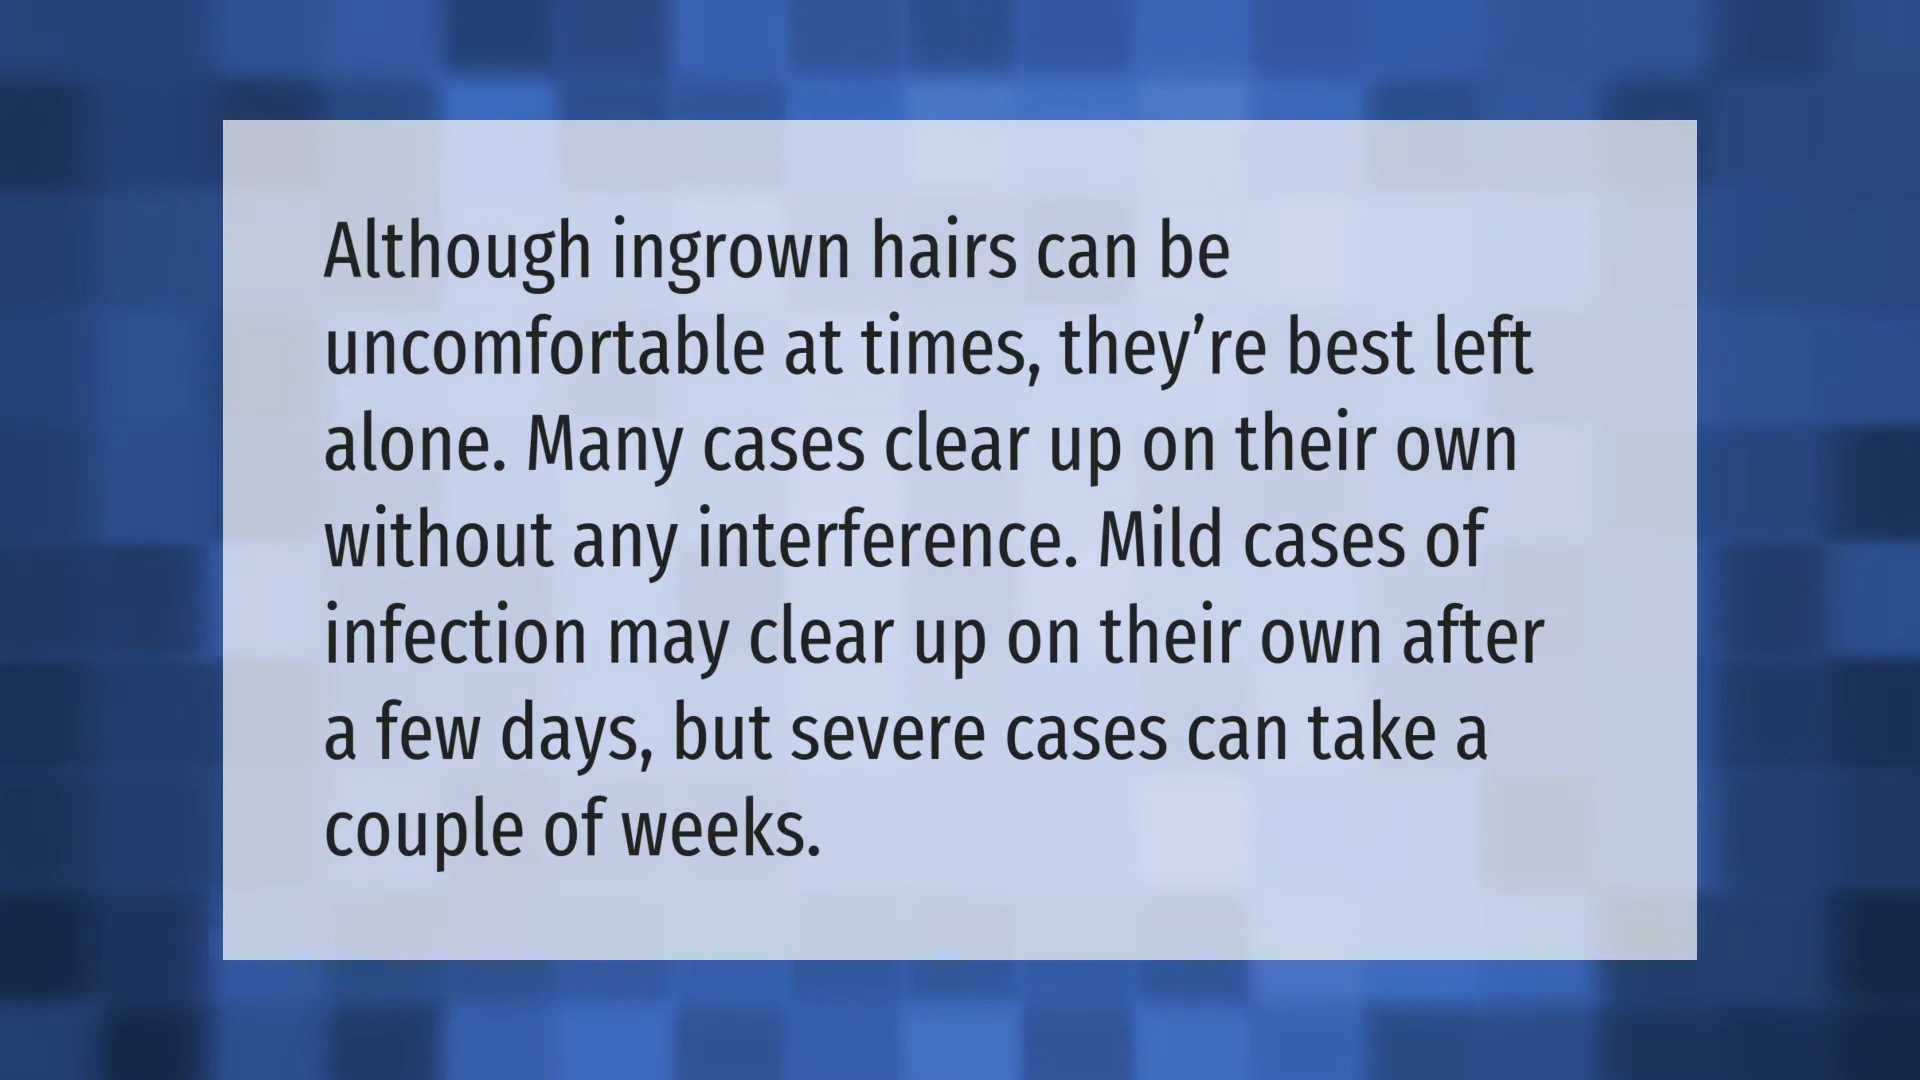 Although ingrown hairs can be
uncomfortable at times, they’re best left
alone. Many cases clear up on their own
without any interference. Mild cases of
infection may clear up on their own after
a few days, but severe cases can take a
couple of weeks.